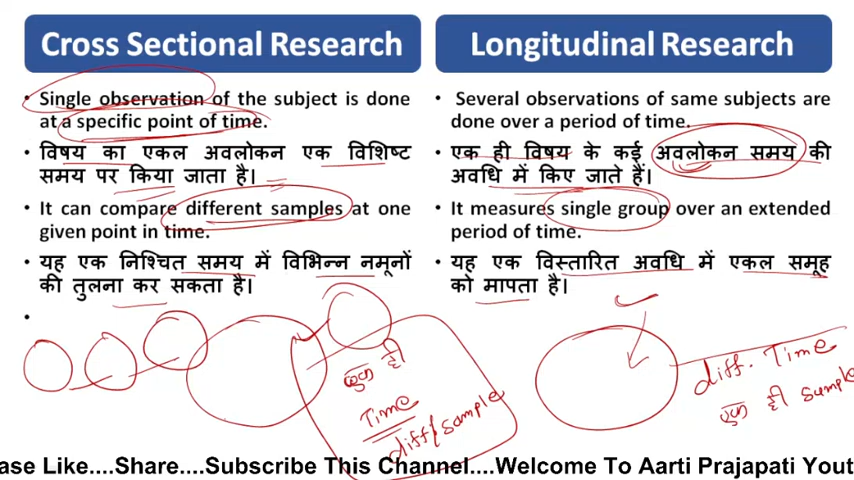 Cross Sectional Research
• Single observation of the subject is done
at a specific point of time.
• विषय का एकल अवलोकन एक विशिष्ट
समय पर किया जाता है।
• It can compare different samples at one
given point in time.
• यह एक निश्चित समय में विभिन्न नमूनों
की तुलना कर सकता है।
•
एक ही
Time
diff sample
Longitudinal Research
• Several observations of same subjects are
done over a period of time.
• एक ही विषय के कई अवलोकन समय की
अवधि में किए जाते हैं।
• It measures single group over an extended
period of time.
• यह एक विस्तारित अवधि में एकल समूह
को मापता है।
diff. Time
एक ही sample
ase Like....Share....Subscribe This Channel....Welcome To Aarti Prajapati Yout